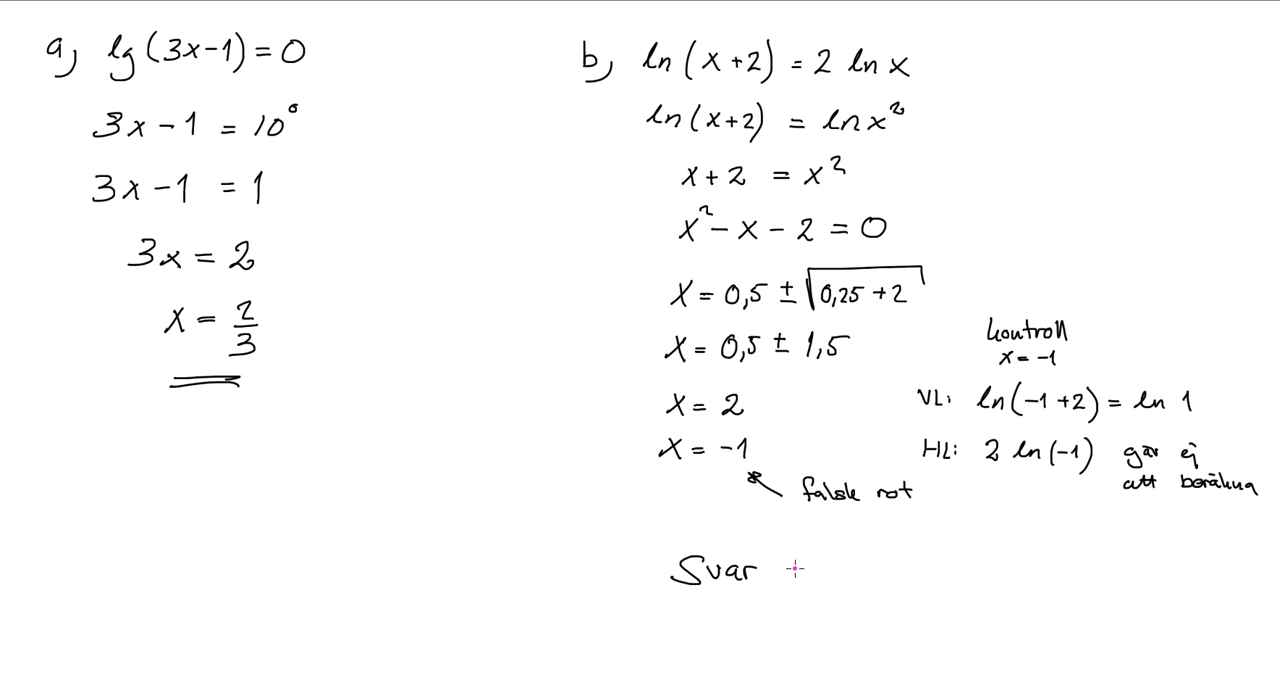 a) lg(3x-1) = 0
3x - 1 = 10⁰
3x - 1 = 1
3x = 2
x = 2/3
b) ln(x+2) = 2 ln x
ln(x+2) = ln x²
x + 2 = x²
x² - x - 2 = 0
x = 0,5 ± √(0,25 + 2)
x = 0,5 ± 1,5
x = 2
x = -1
falsk rot
kontroll
x = -1
VL: ln(-1+2) = ln 1
HL: 2 ln(-1) går ej
att beräkna
Svar